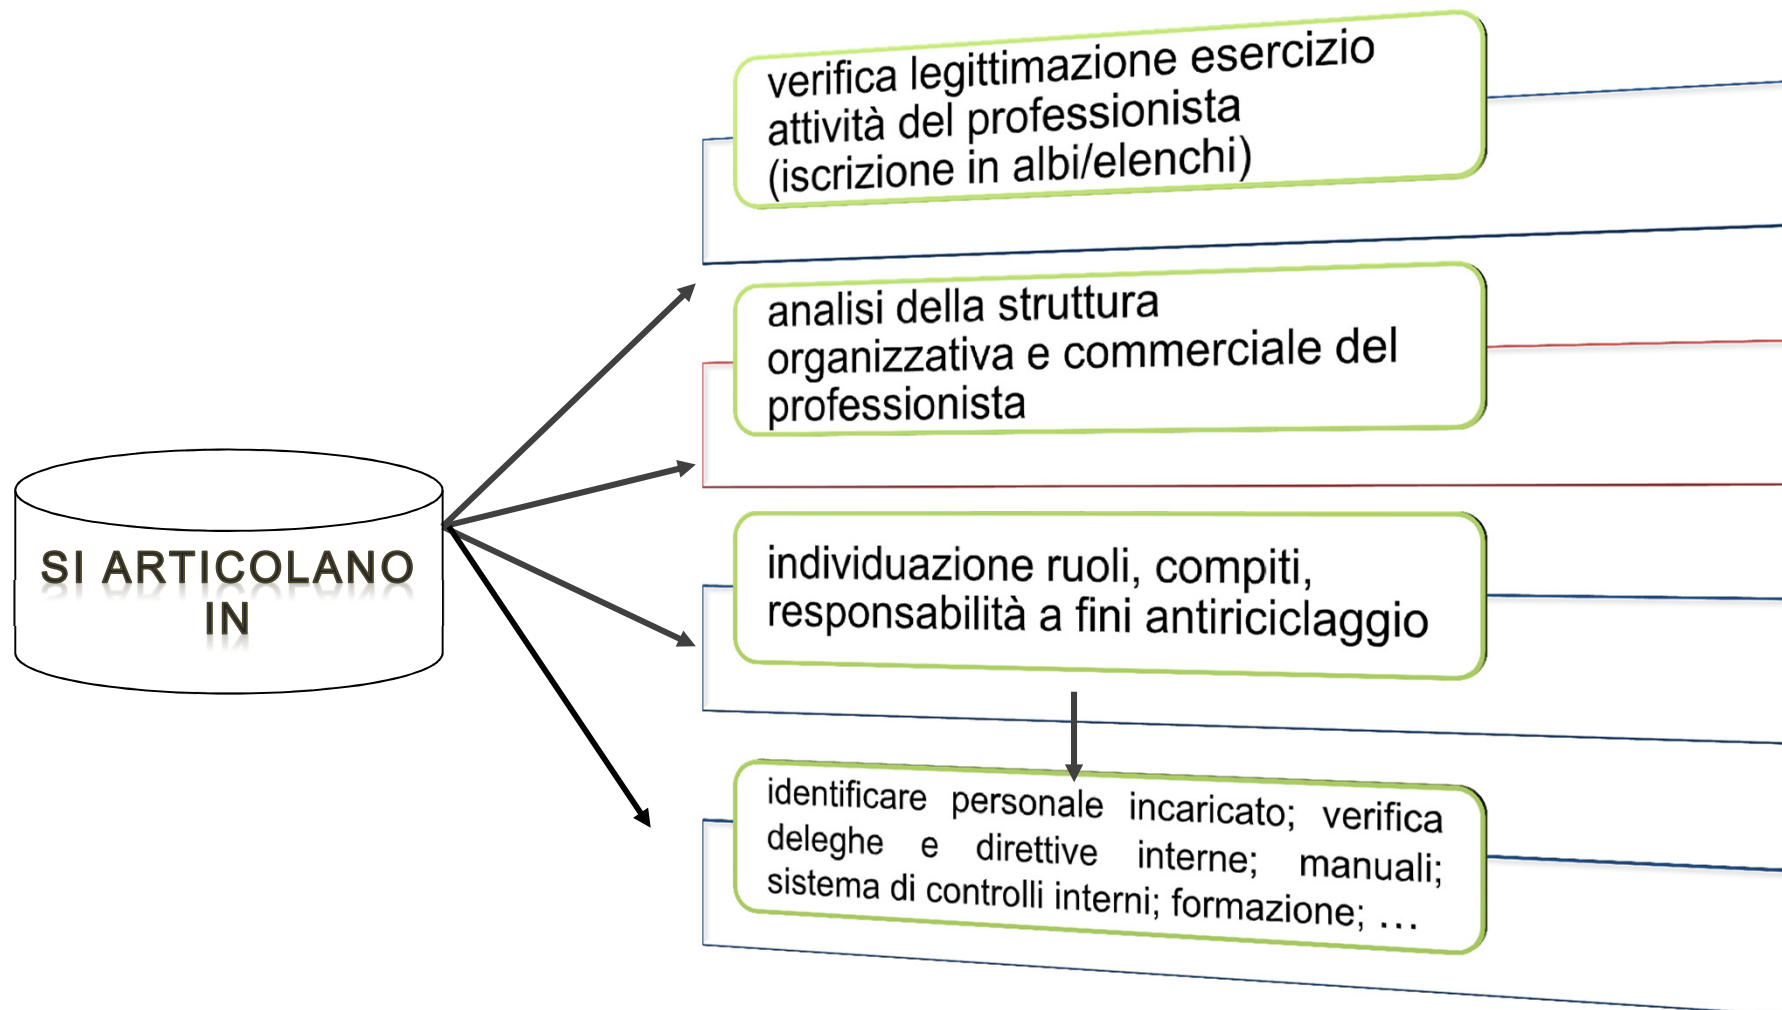 verifica legittimazione esercizio
attività del professionista
(iscrizione in albi/elenchi)
analisi della struttura
organizzativa e commerciale del
professionista
SI ARTICOLANO
IN
individuazione ruoli, compiti,
responsabilità a fini antiriciclaggio
identificare personale incaricato; verifica
deleghe e direttive interne; manuali;
sistema di controlli interni; formazione; …